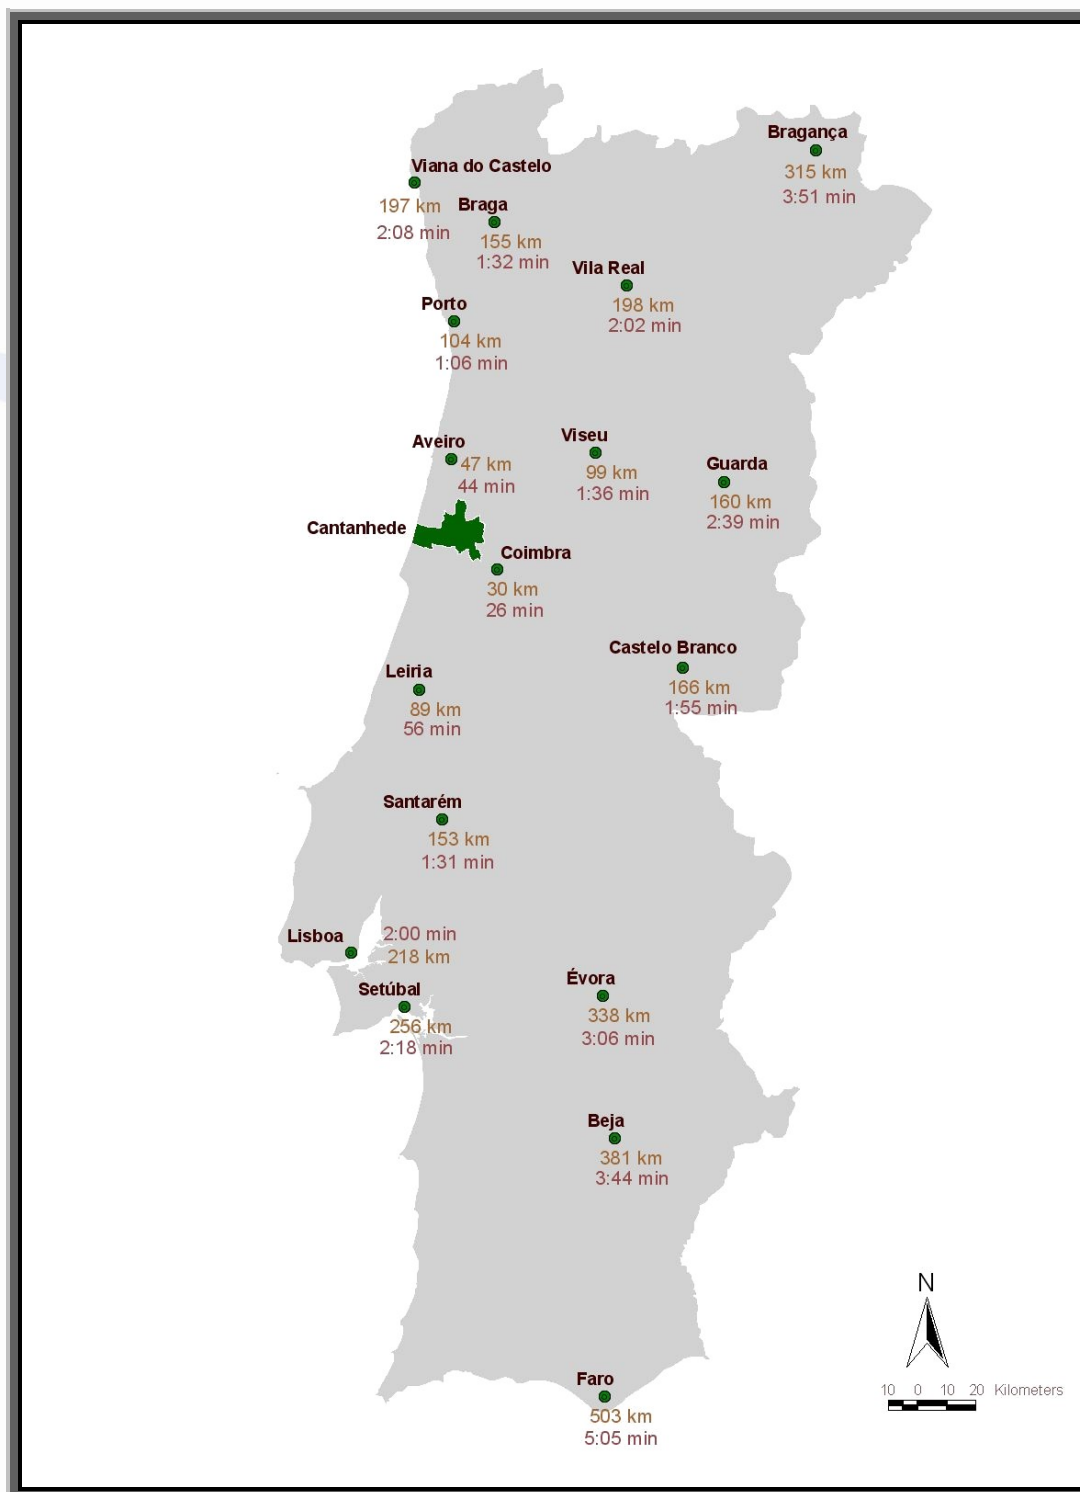 Bragança
315 km
3:51 min
Viana do Castelo
197 km
2:08 min
Braga
155 km
1:32 min
Vila Real
198 km
2:02 min
Porto
104 km
1:06 min
Aveiro
47 km
44 min
Viseu
99 km
1:36 min
Guarda
160 km
2:39 min
Cantanhede
Coimbra
30 km
26 min
Castelo Branco
166 km
1:55 min
Leiria
89 km
56 min
Santarém
153 km
1:31 min
Lisboa
2:00 min
218 km
Setúbal
256 km
2:18 min
Évora
338 km
3:06 min
Beja
381 km
3:44 min
Faro
503 km
5:05 min
N
10 0 10 20 Kilometers